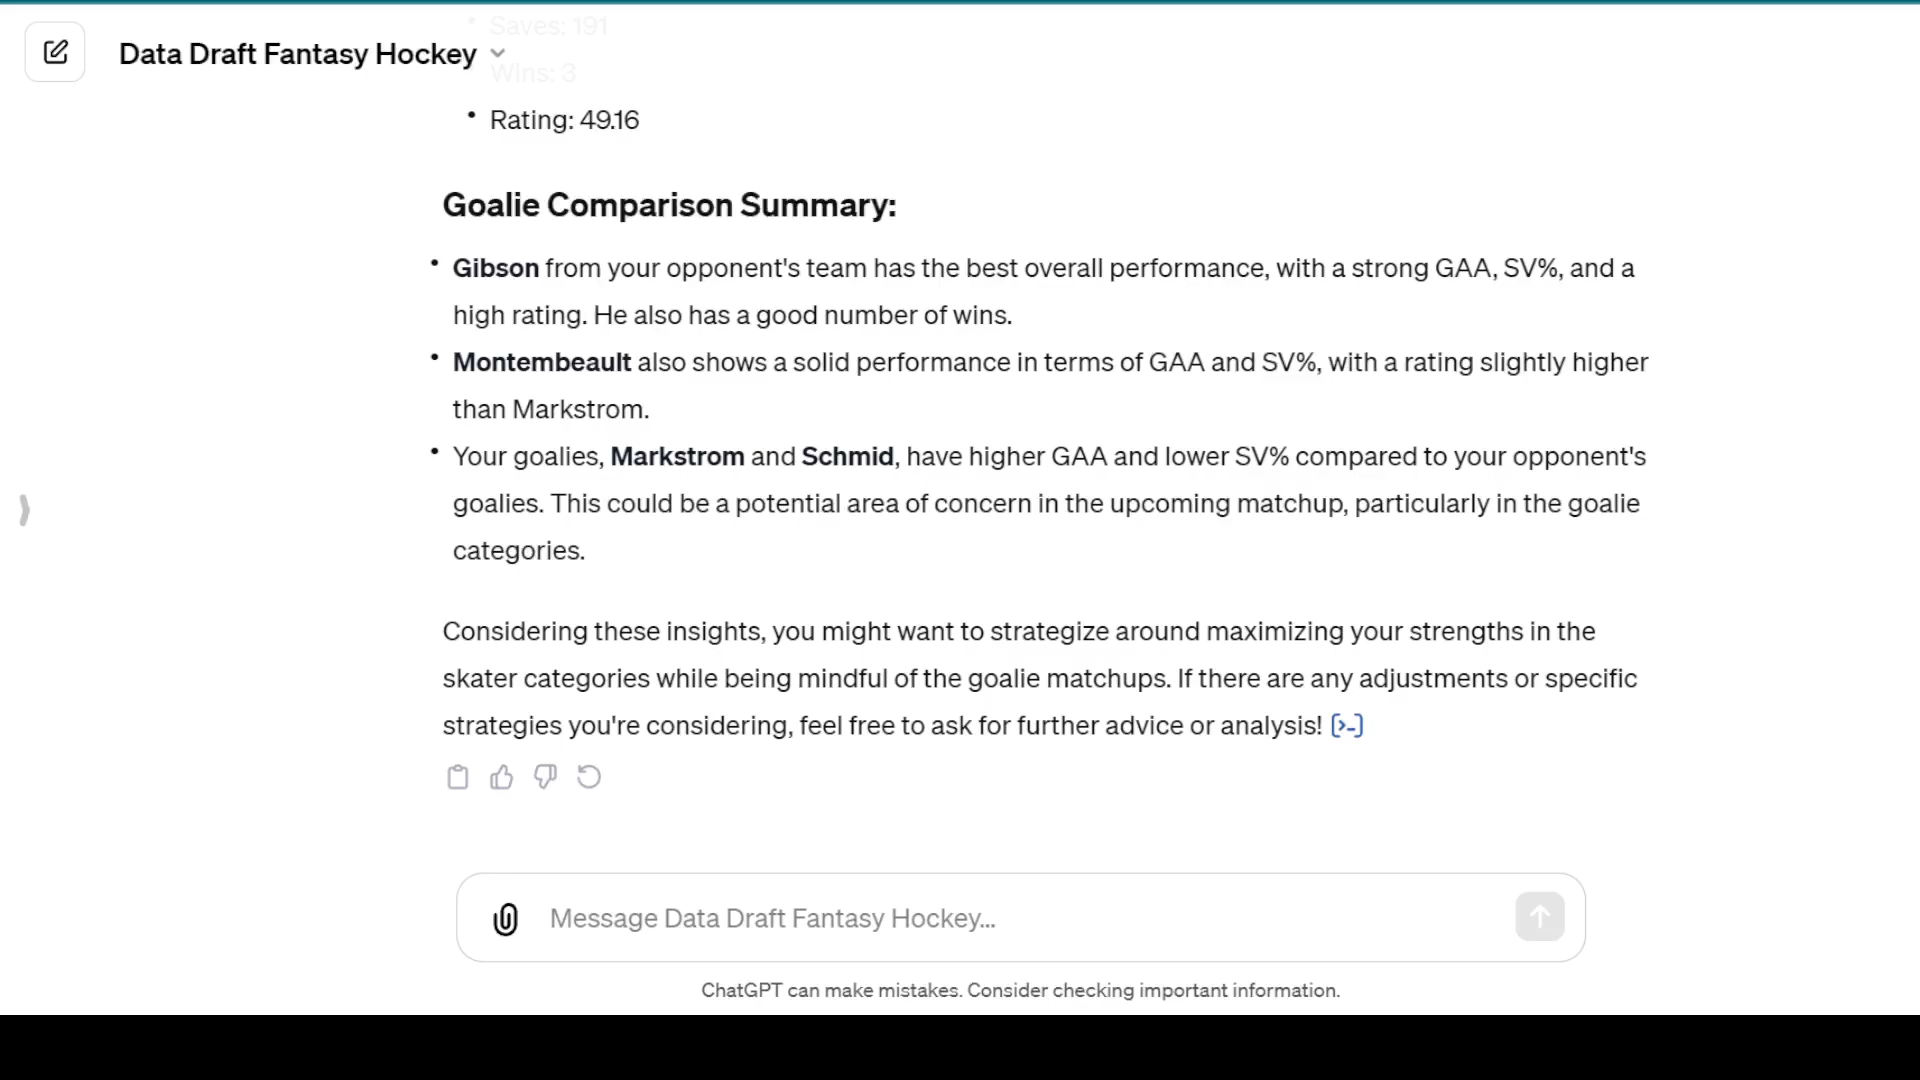 Saves: 191
Data Draft Fantasy Hockey
Wins: 3
• Rating: 49.16
Goalie Comparison Summary:
• Gibson from your opponent's team has the best overall performance, with a strong GAA, SV%, and a
high rating. He also has a good number of wins.
• Montembeault also shows a solid performance in terms of GAA and SV%, with a rating slightly higher
than Markstrom.
• Your goalies, Markstrom and Schmid, have higher GAA and lower SV% compared to your opponent's
goalies. This could be a potential area of concern in the upcoming matchup, particularly in the goalie
categories.
Considering these insights, you might want to strategize around maximizing your strengths in the
skater categories while being mindful of the goalie matchups. If there are any adjustments or specific
strategies you're considering, feel free to ask for further advice or analysis! [>-]
Message Data Draft Fantasy Hockey...
ChatGPT can make mistakes. Consider checking important information.